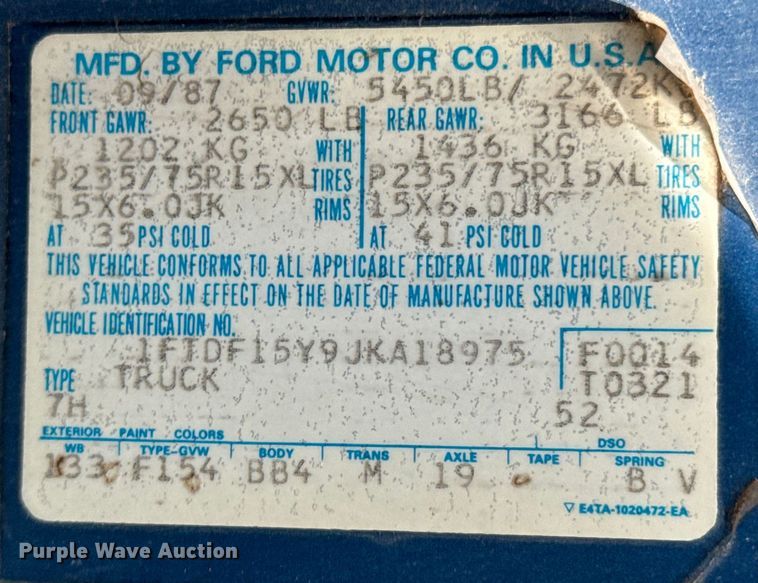 MFD. BY FORD MOTOR CO. IN U.S.A
DATE: 09/87 GVWR: 5450LB/ 2472KG
FRONT GAWR: 2650 LB REAR GAWR: 3166 LB
1202 KG WITH 1436 KG WITH
P235/75R15XL TIRES P235/75R15XL TIRES
15X6.0JK RIMS 15X6.0JK RIMS
AT 35 PSI COLD AT 41 PSI COLD
THIS VEHICLE CONFORMS TO ALL APPLICABLE FEDERAL MOTOR VEHICLE SAFETY
STANDARDS IN EFFECT ON THE DATE OF MANUFACTURE SHOWN ABOVE.
VEHICLE IDENTIFICATION NO.
1FTDF15Y9JKA18975 F0014
TYPE TRUCK T0321
7H 52
EXTERIOR PAINT COLORS DSO
WB TYPE-GVW BODY TRANS AXLE TAPE SPRING
133 F154 BB4 M 19 B V
▽ E4TA-1020472-EA
Purple Wave Auction